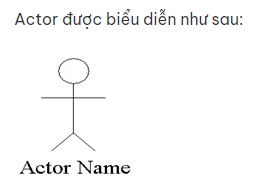 Actor được biểu diễn như sau:
Actor Name